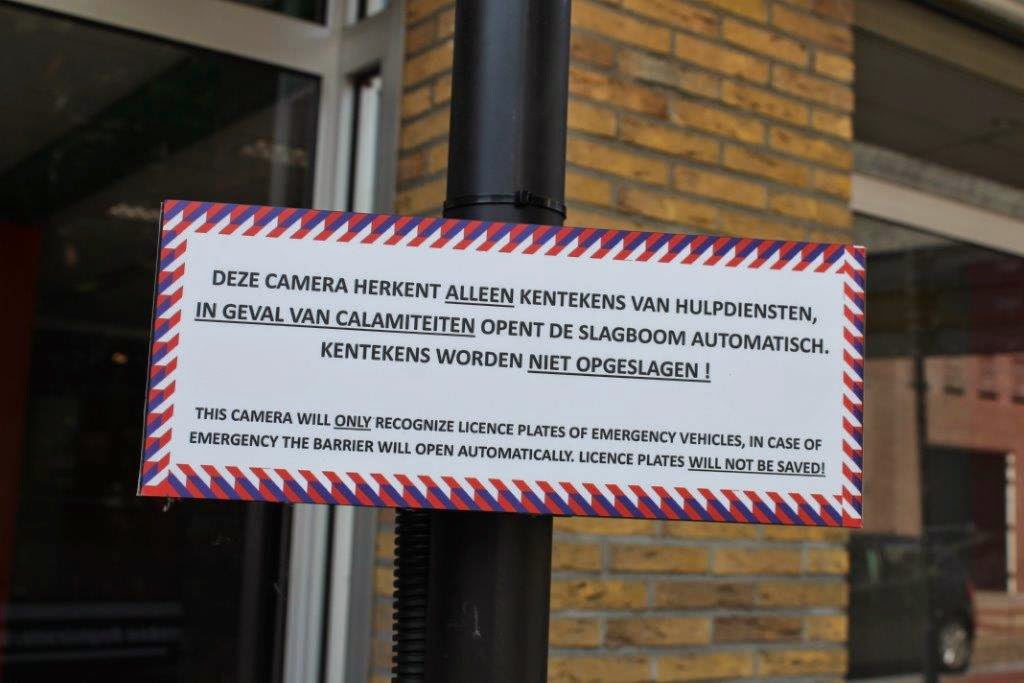 DEZE CAMERA HERKENT ALLEEN KENTEKENS VAN HULPDIENSTEN,
IN GEVAL VAN CALAMITEITEN OPENT DE SLAGBOOM AUTOMATISCH.
KENTEKENS WORDEN NIET OPGESLAGEN !
THIS CAMERA WILL ONLY RECOGNIZE LICENCE PLATES OF EMERGENCY VEHICLES, IN CASE OF
EMERGENCY THE BARRIER WILL OPEN AUTOMATICALLY. LICENCE PLATES WILL NOT BE SAVED!